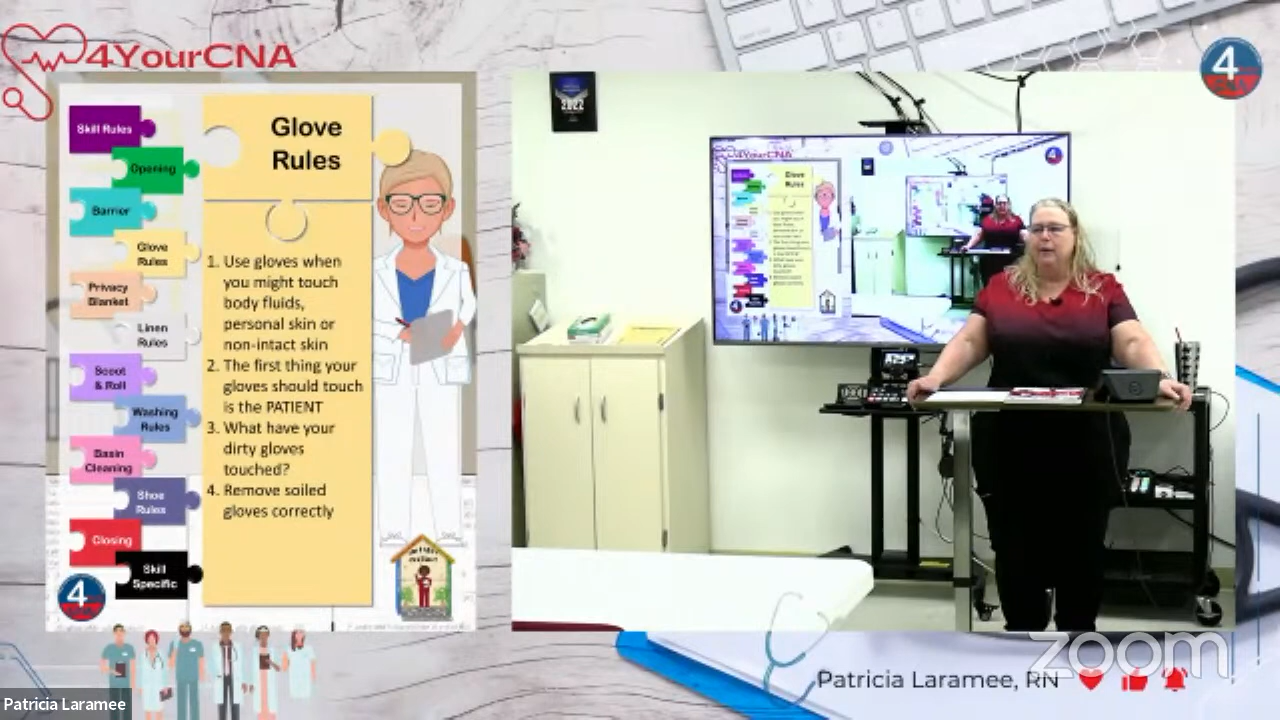 4YourCNA
4
Skill Rules
Opening
Barrier
Glove
Rules
Privacy
Blanket
Linen
Rules
Scoot
& Roll
Washing
Rules
Basin
Cleaning
Shoe
Rules
Closing
Skill
Specific
4
Glove
Rules
1. Use gloves when
you might touch
body fluids,
personal skin or
non-intact skin
2. The first thing your
gloves should touch
is the PATIENT
3. What have your
dirty gloves
touched?
4. Remove soiled
gloves correctly
2022
4YourCNA
4
Glove
Rules
Patricia Laramee, RN
zoom
Patricia Laramee